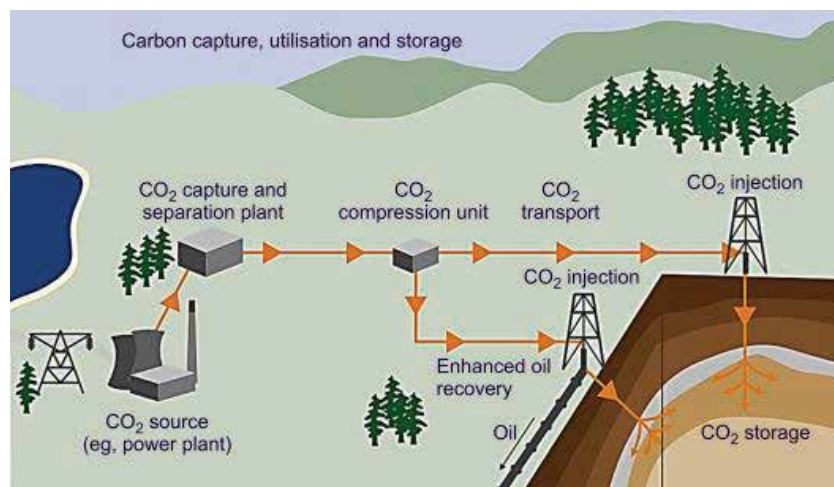 Carbon capture, utilisation and storage
CO₂ capture and
separation plant
CO₂
compression unit
CO₂
transport
CO₂ injection
CO₂ injection
Enhanced oil
recovery
Oil
CO₂ source
(eg, power plant)
CO₂ storage